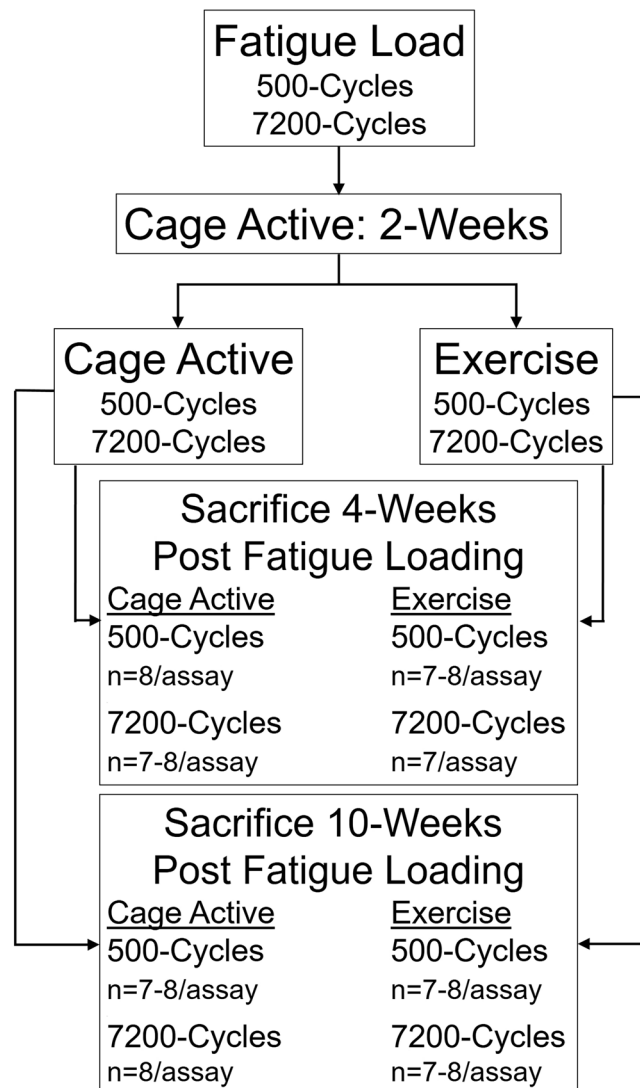 Fatigue Load
500-Cycles
7200-Cycles
Cage Active: 2-Weeks
Cage Active
500-Cycles
7200-Cycles
Exercise
500-Cycles
7200-Cycles
Sacrifice 4-Weeks
Post Fatigue Loading
Cage Active
500-Cycles
n=8/assay
7200-Cycles
n=7-8/assay
Exercise
500-Cycles
n=7-8/assay
7200-Cycles
n=7/assay
Sacrifice 10-Weeks
Post Fatigue Loading
Cage Active
500-Cycles
n=7-8/assay
7200-Cycles
n=8/assay
Exercise
500-Cycles
n=7-8/assay
7200-Cycles
n=7-8/assay